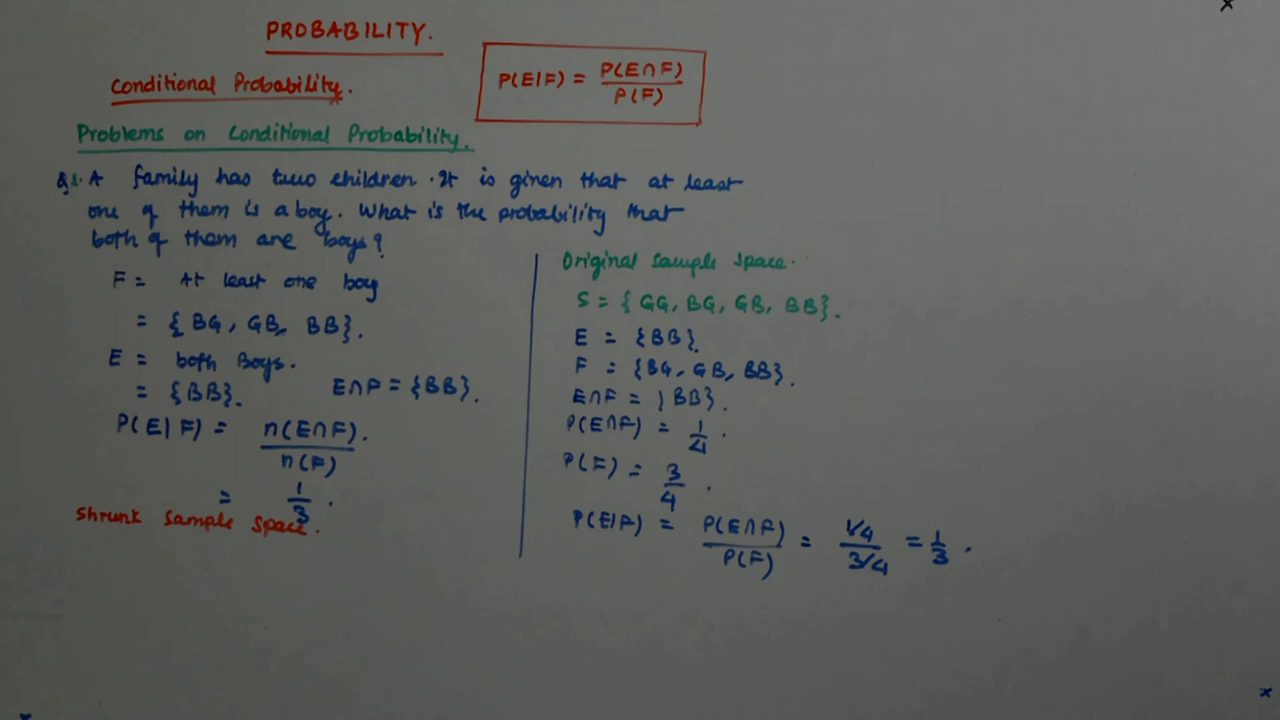 PROBABILITY.
Conditional Probability.
P(E|F) = P(E∩F)
P(F)
Problems on Conditional Probability.
Q1. A family has two children. It is given that at least
one of them is a boy. What is the probability that
both of them are boys?
F = At least one boy
= { BG, GB, BB}.
E = both Boys.
= {BB}. E∩F = {BB}.
P(E|F) = n(E∩F).
n(F)
= 1/3.
Shrunk Sample Space.
Original Sample Space.
S = { GG, BG, GB, BB}.
E = {BB}.
F = {BG, GB, BB}.
E∩F = {BB}.
P(E∩F) = 1/4.
P(F) = 3/4.
P(E|F) = P(E∩F) = 1/4 = 1/3.
P(F) 3/4